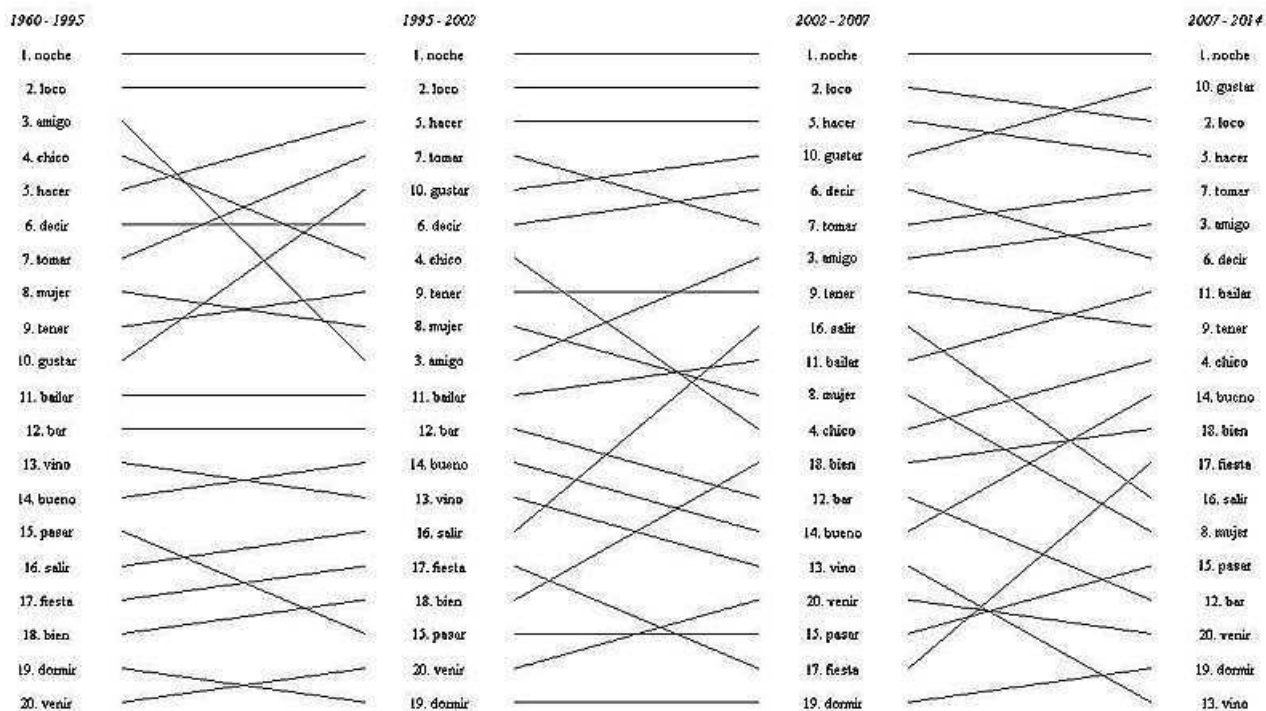 1960 - 1995 1995 - 2002 2002 - 2007 2007 - 2014
1. noche 1. noche 1. noche 1. noche
2. loco 2. loco 2. loco 10. gustar
3. amigo 5. hacer 5. hacer 2. loco
4. chico 7. tomar 10. gustar 5. hacer
5. hacer 10. gustar 6. decir 7. tomar
6. decir 6. decir 7. tomar 3. amigo
7. tomar 4. chico 3. amigo 6. decir
8. mujer 9. tener 9. tener 11. bailar
9. tener 8. mujer 16. salir 9. tener
10. gustar 3. amigo 11. bailar 4. chico
11. bailar 11. bailar 8. mujer 14. bueno
12. bar 12. bar 4. chico 18. bien
13. vino 14. bueno 18. bien 17. fiesta
14. bueno 13. vino 12. bar 16. salir
15. pasar 16. salir 14. bueno 8. mujer
16. salir 17. fiesta 13. vino 15. pasar
17. fiesta 18. bien 20. venir 12. bar
18. bien 15. pasar 15. pasar 20. venir
19. dormir 20. venir 17. fiesta 19. dormir
20. venir 19. dormir 19. dormir 13. vino